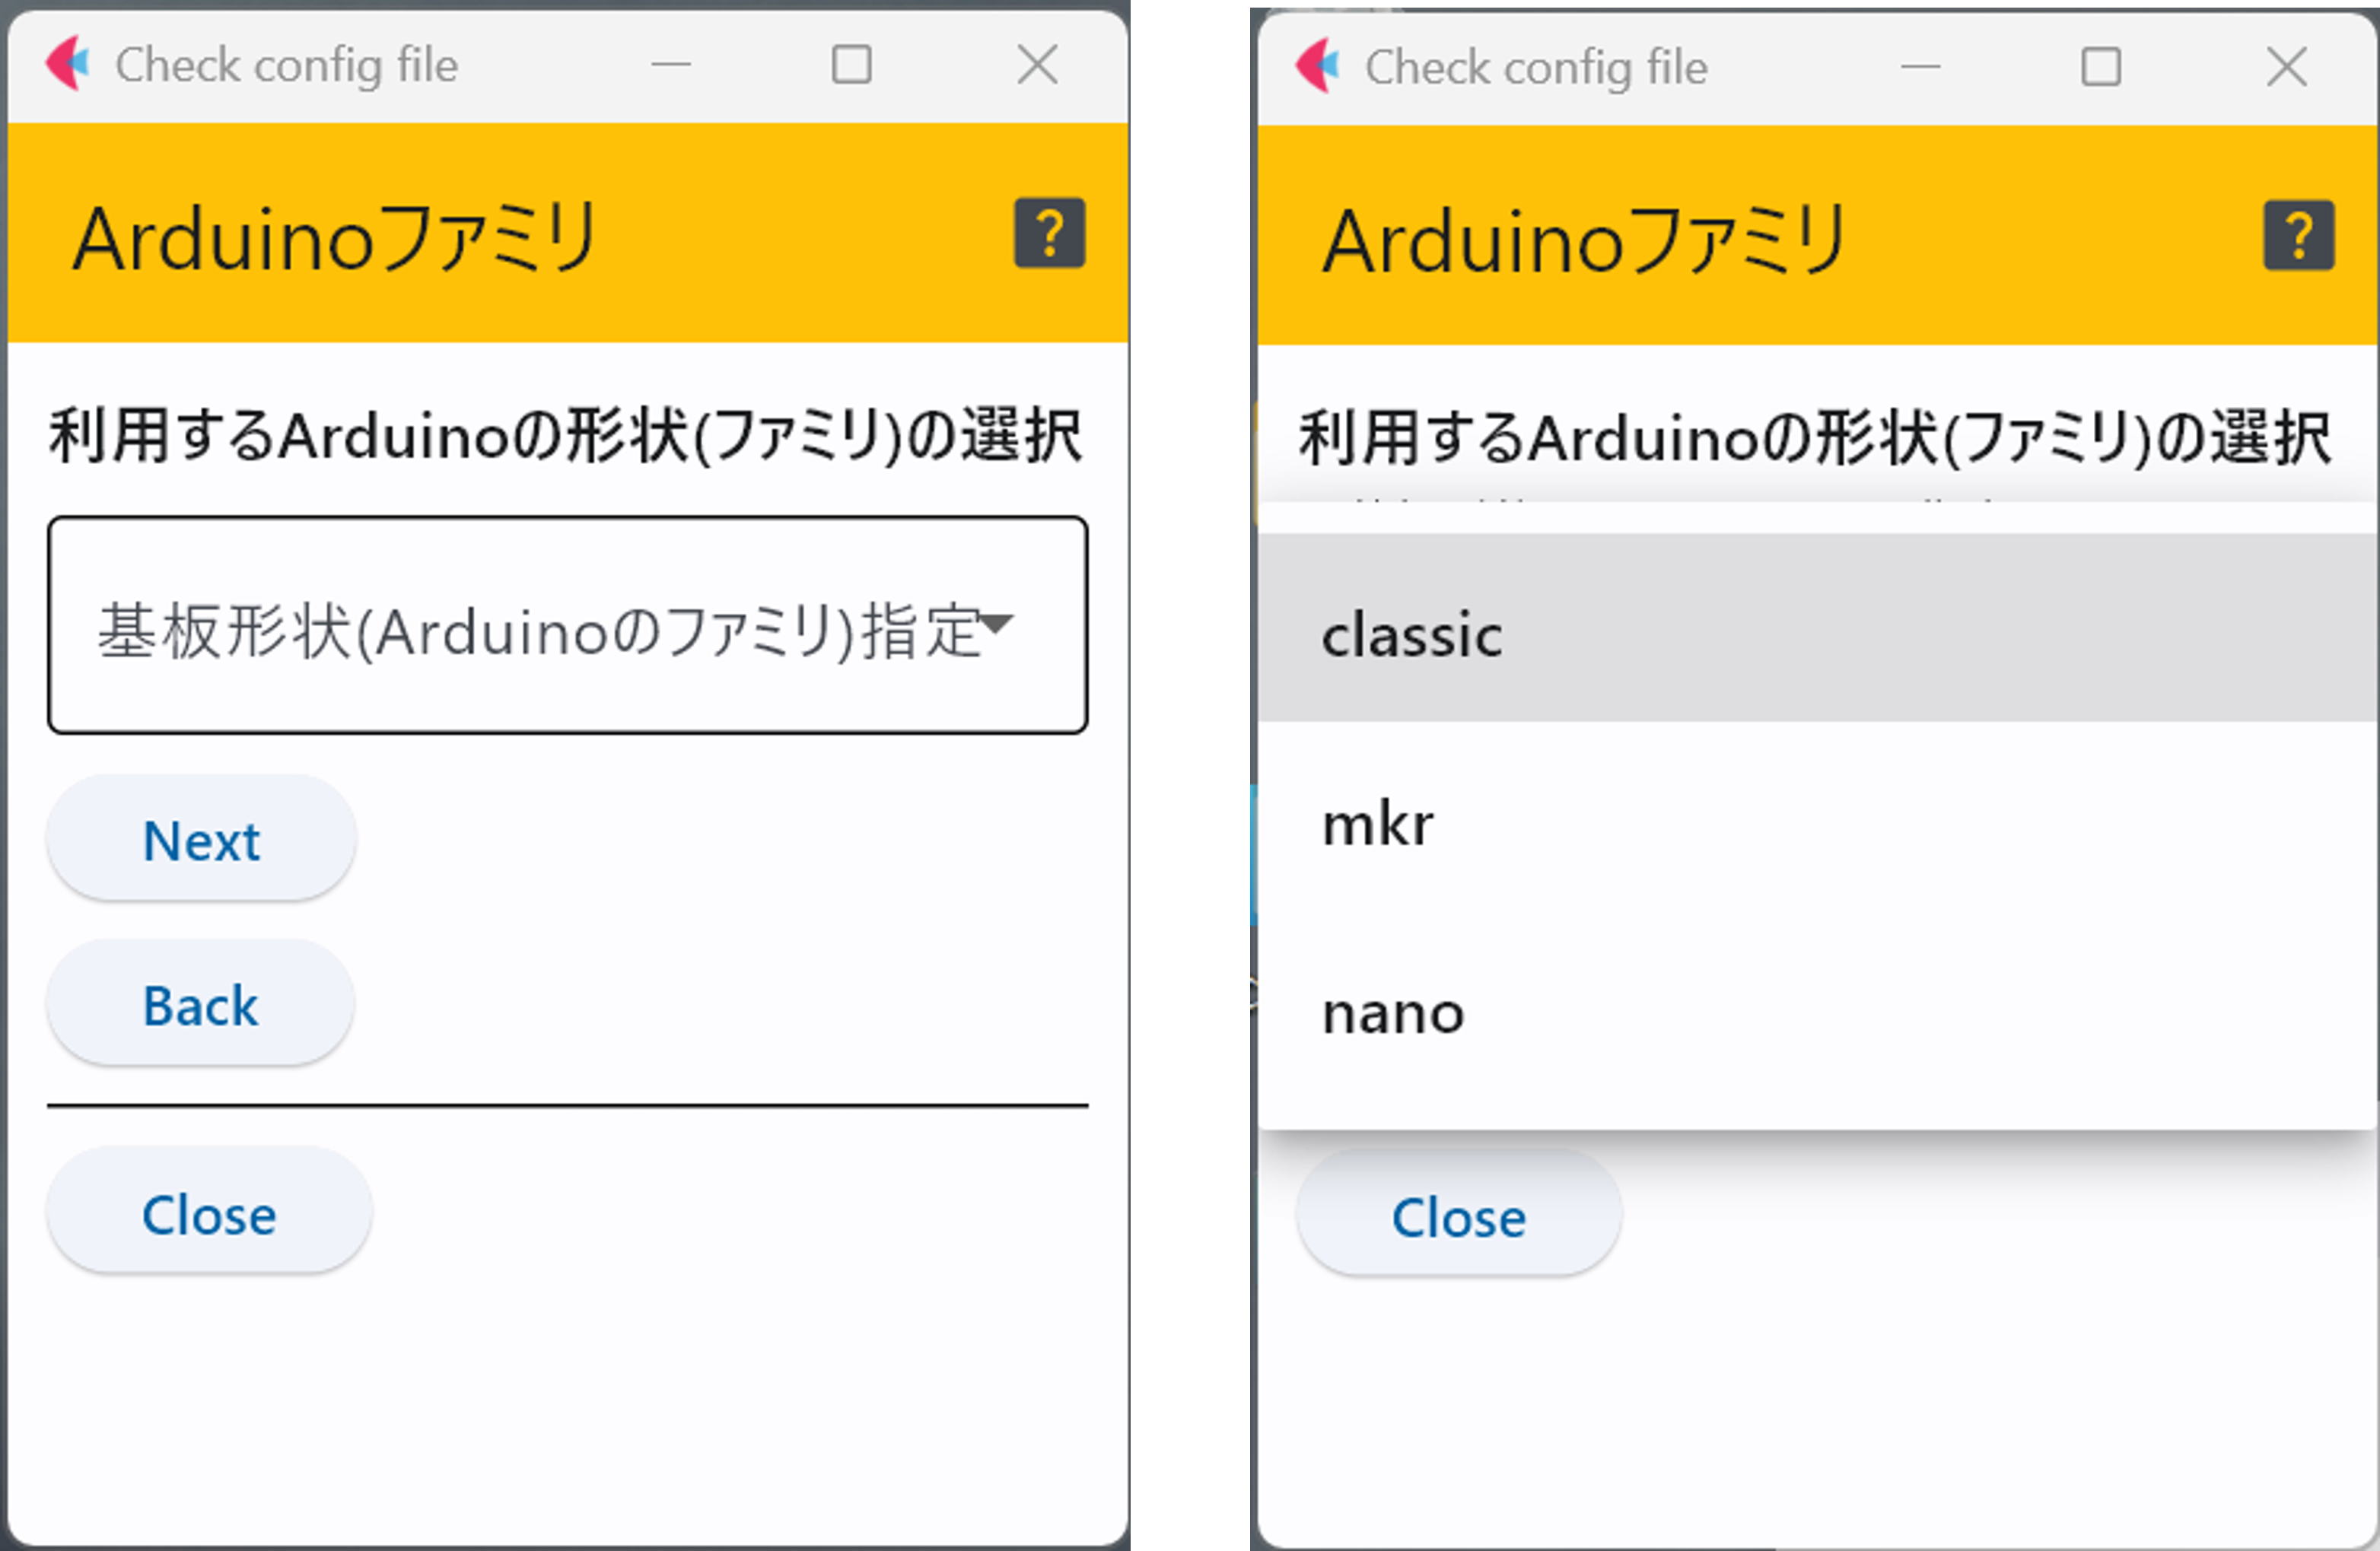 Check config file
Arduinoファミリ
?
利用するArduinoの形状(ファミリ)の選択
基板形状(Arduinoのファミリ)指定
Next
Back
Close
Check config file
Arduinoファミリ
?
利用するArduinoの形状(ファミリ)の選択
classic
mkr
nano
Close